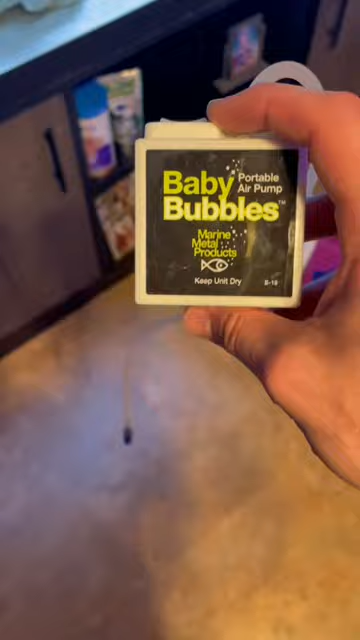 Baby
Portable
Air Pump
Bubbles™
Marine
Metal
Products
Keep Unit Dry
B-18